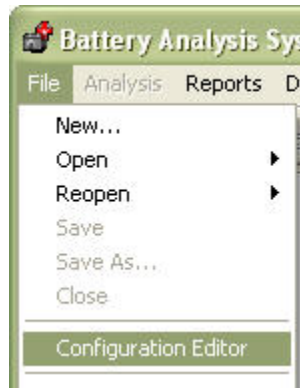 Battery Analysis Sys
File Analysis Reports D
New...
Open
Reopen
Save
Save As...
Close
Configuration Editor